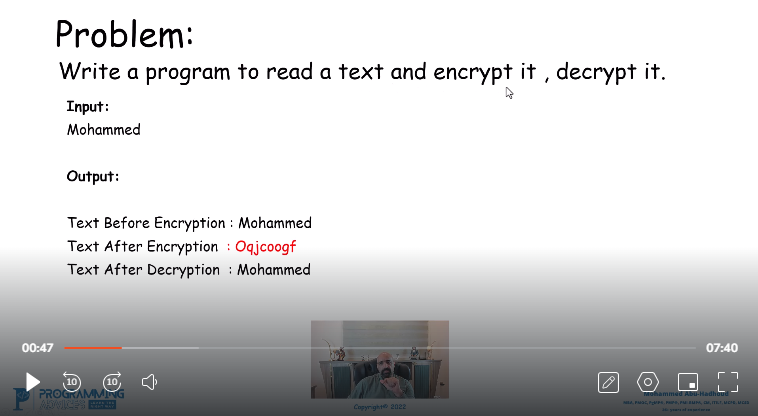 Problem:
Write a program to read a text and encrypt it , decrypt it.
Input:
Mohammed
Output:
Text Before Encryption : Mohammed
Text After Encryption : Oqjcoogf
Text After Decryption : Mohammed
00:47
07:40
10 10
PROGRAMMING
ADVICES
Mohammed Abu-Hadhoud
Copyright© 2022